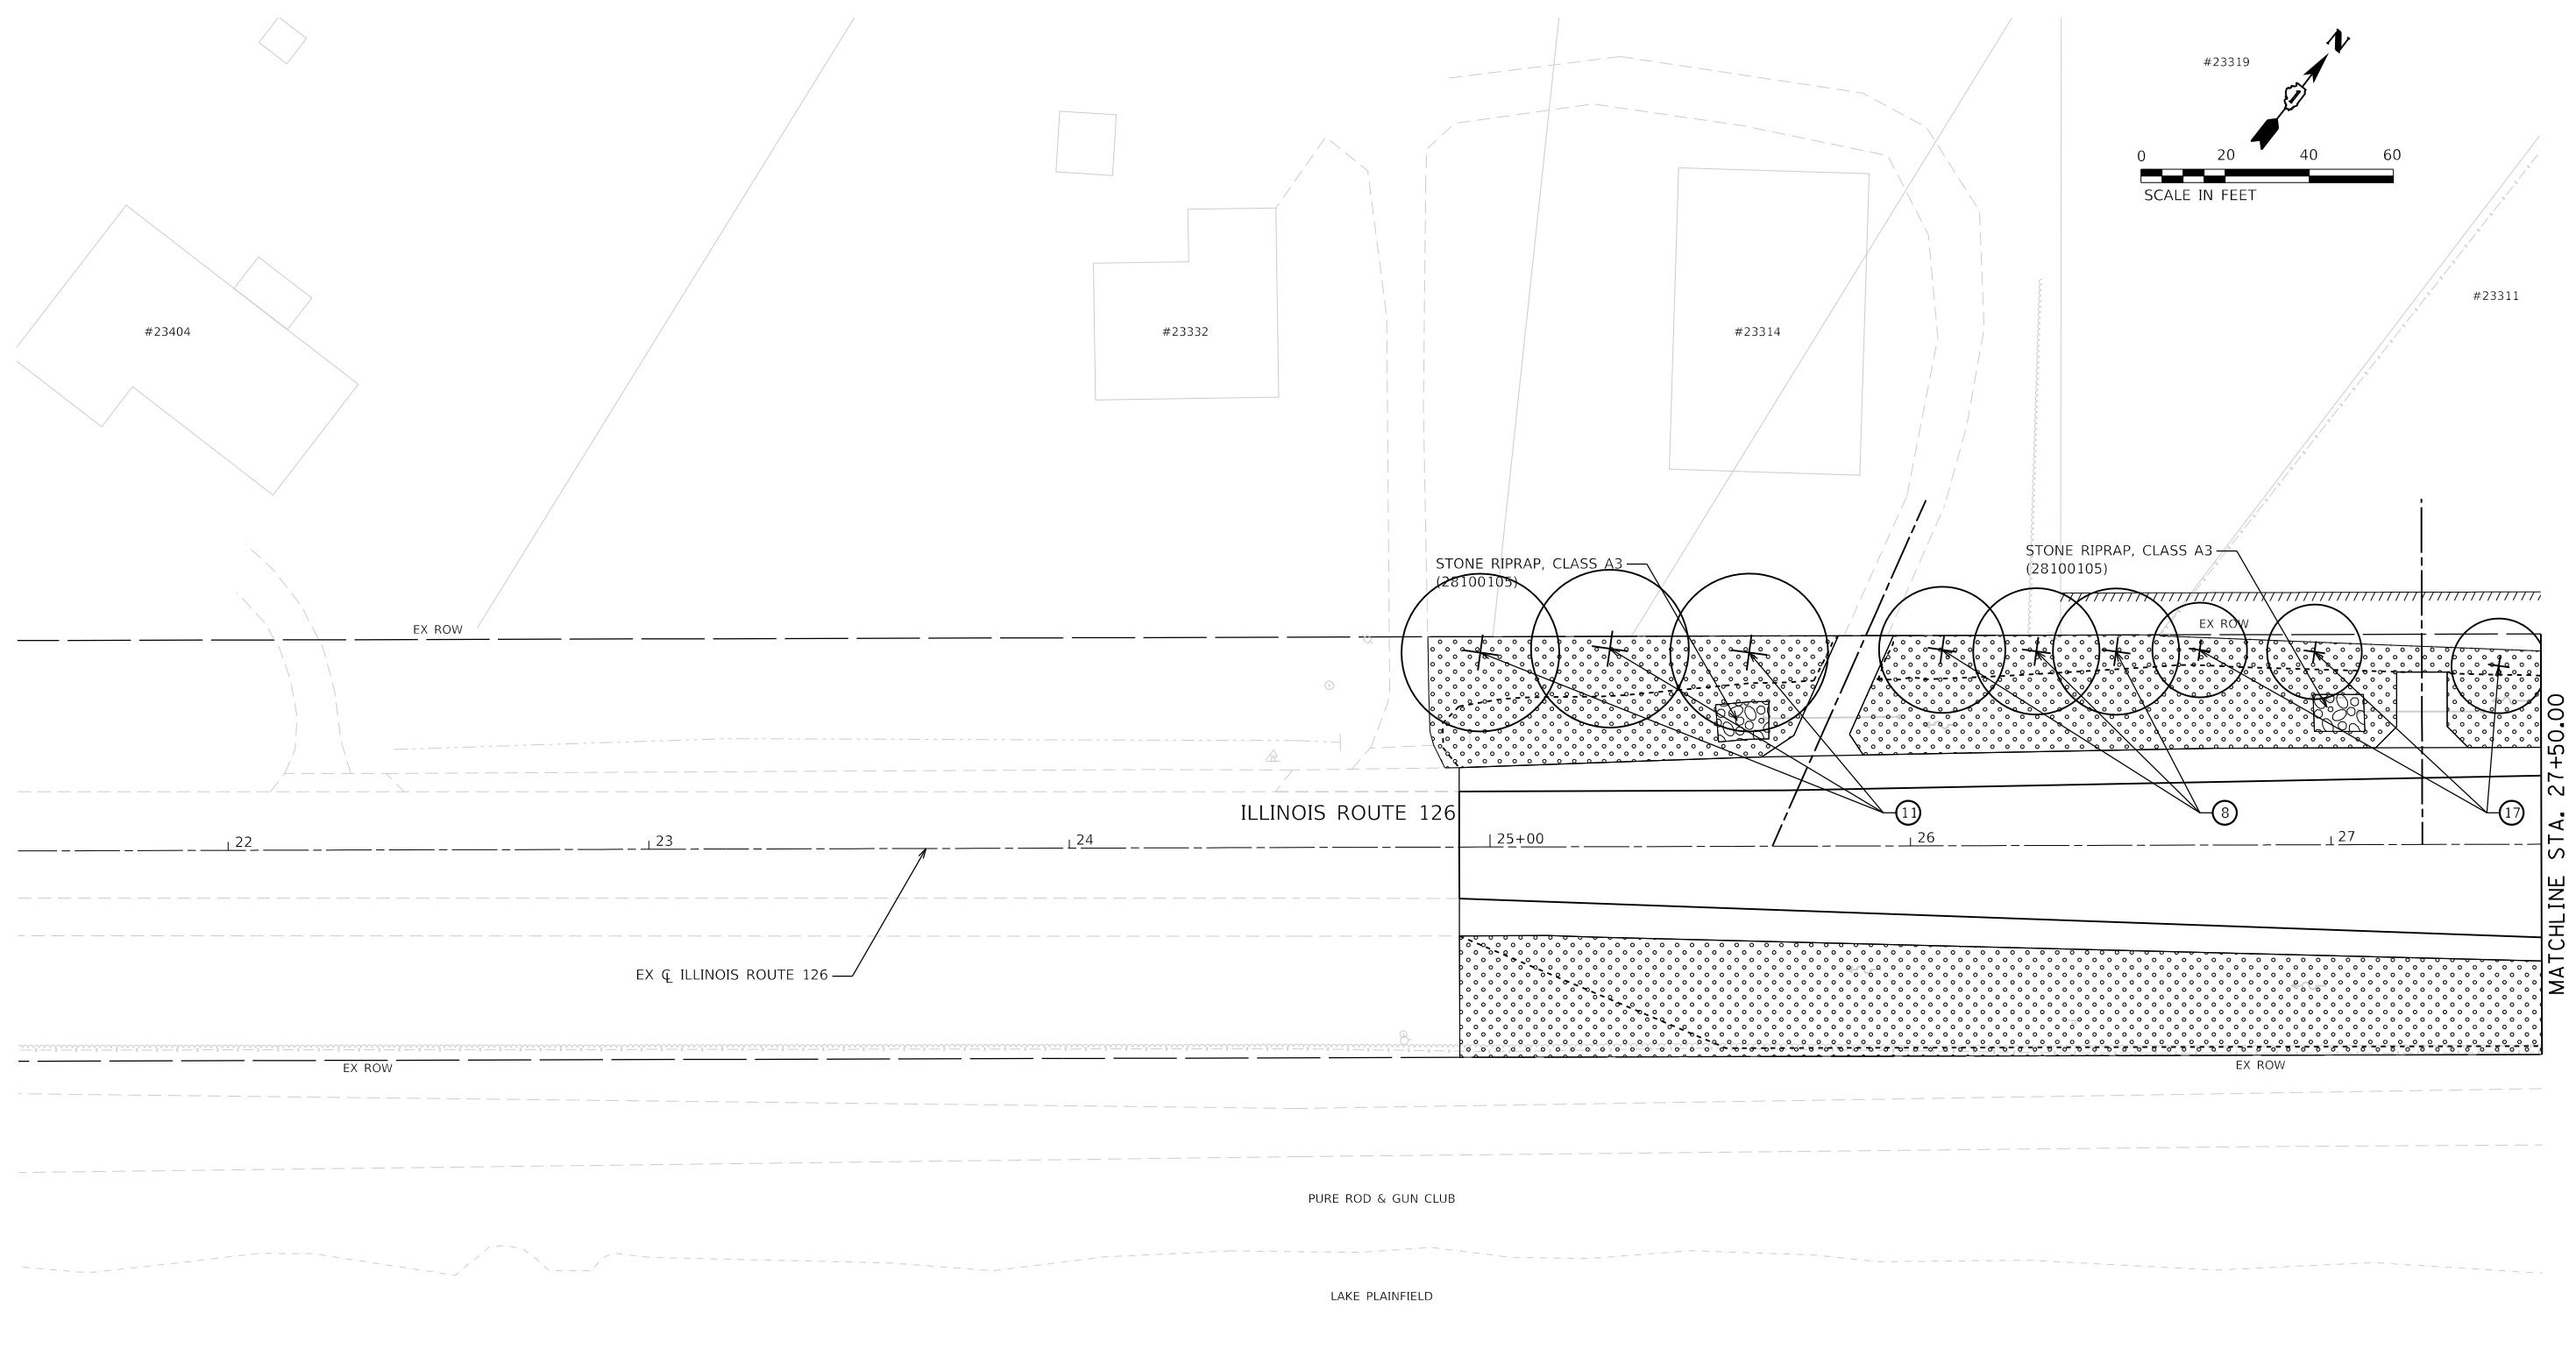 N
#23319
0 20 40 60
SCALE IN FEET
#23311
#23404
#23332
#23314
STONE RIPRAP, CLASS A3
(28100105)
STONE RIPRAP, CLASS A3
(28100105)
EX ROW
EX ROW
ILLINOIS ROUTE 126
11
8
17
22
23
24
25+00
26
27
MATCHLINE STA. 27+50.00
EX ℄ ILLINOIS ROUTE 126
EX ROW
EX ROW
PURE ROD & GUN CLUB
LAKE PLAINFIELD